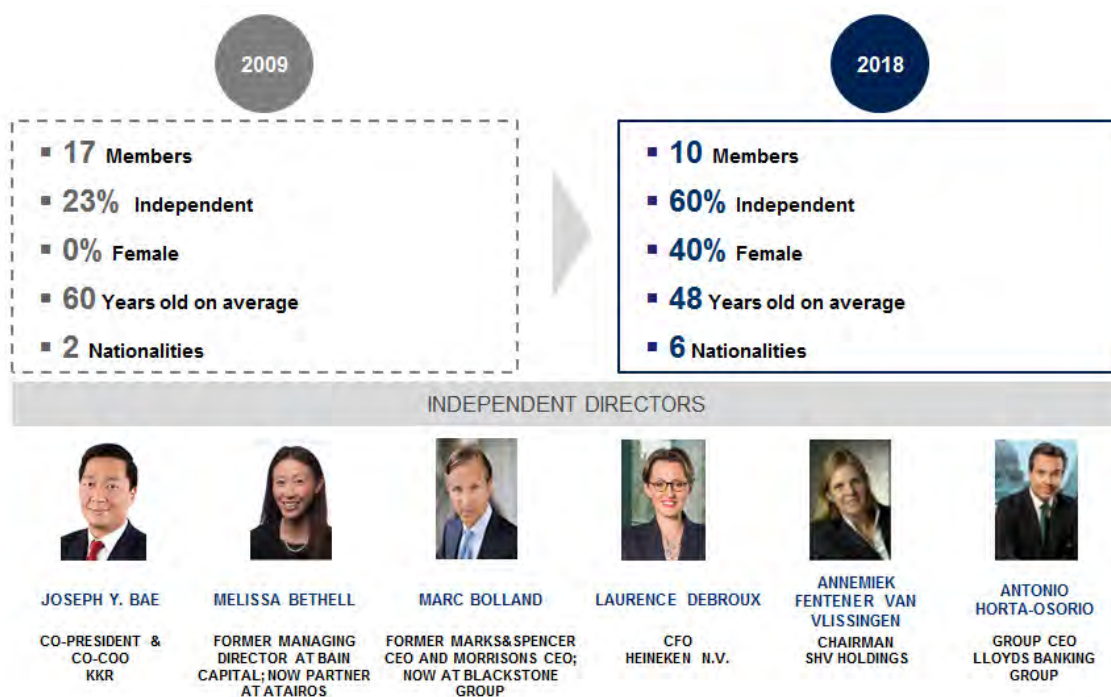 2009
2018
▪ 17 Members
▪ 23% Independent
▪ 0% Female
▪ 60 Years old on average
▪ 2 Nationalities
▪ 10 Members
▪ 60% Independent
▪ 40% Female
▪ 48 Years old on average
▪ 6 Nationalities
INDEPENDENT DIRECTORS
JOSEPH Y. BAE
CO-PRESIDENT &
CO-COO
KKR
MELISSA BETHELL
FORMER MANAGING
DIRECTOR AT BAIN
CAPITAL; NOW PARTNER
AT ATAIROS
MARC BOLLAND
FORMER MARKS&SPENCER
CEO AND MORRISONS CEO;
NOW AT BLACKSTONE
GROUP
LAURENCE DEBROUX
CFO
HEINEKEN N.V.
ANNEMIEK
FENTENER VAN
VLISSINGEN
CHAIRMAN
SHV HOLDINGS
ANTONIO
HORTA-OSORIO
GROUP CEO
LLOYDS BANKING
GROUP